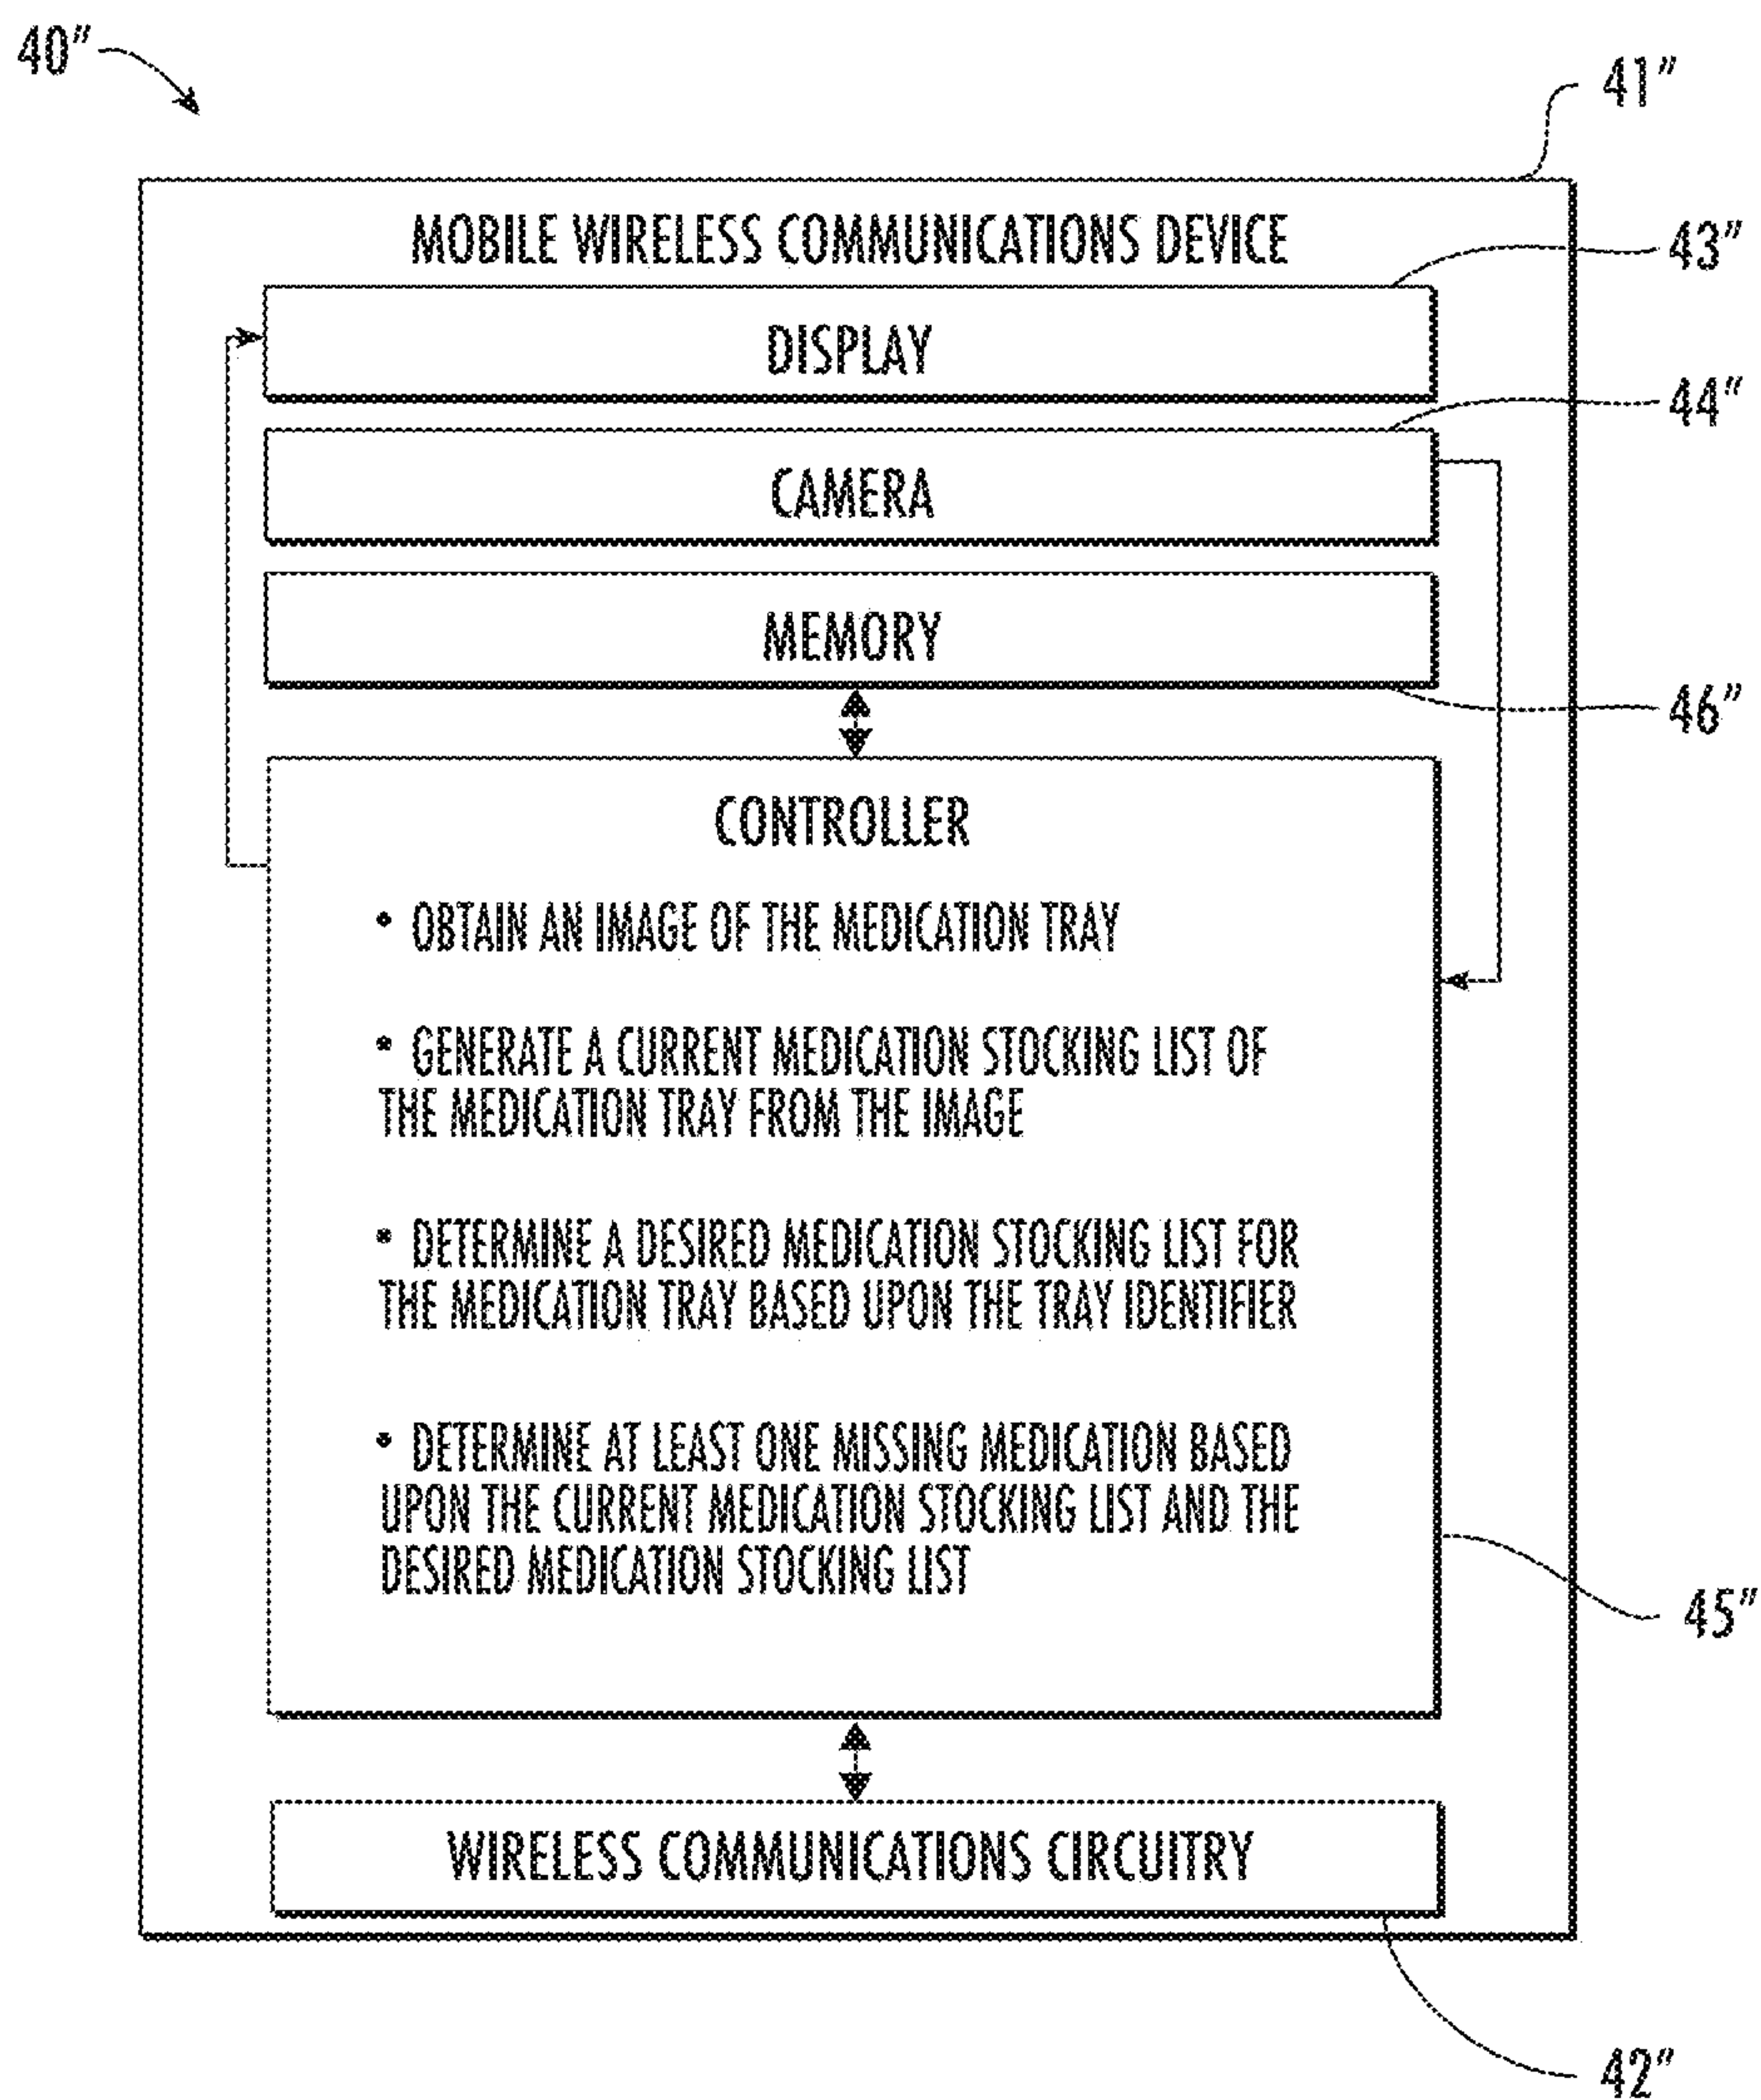 40″
41″
MOBILE WIRELESS COMMUNICATIONS DEVICE
43″
DISPLAY
44″
CAMERA
MEMORY
46″
CONTROLLER
• OBTAIN AN IMAGE OF THE MEDICATION TRAY
• GENERATE A CURRENT MEDICATION STOCKING LIST OF
THE MEDICATION TRAY FROM THE IMAGE
• DETERMINE A DESIRED MEDICATION STOCKING LIST FOR
THE MEDICATION TRAY BASED UPON THE TRAY IDENTIFIER
• DETERMINE AT LEAST ONE MISSING MEDICATION BASED
UPON THE CURRENT MEDICATION STOCKING LIST AND THE
DESIRED MEDICATION STOCKING LIST
45″
WIRELESS COMMUNICATIONS CIRCUITRY
42″